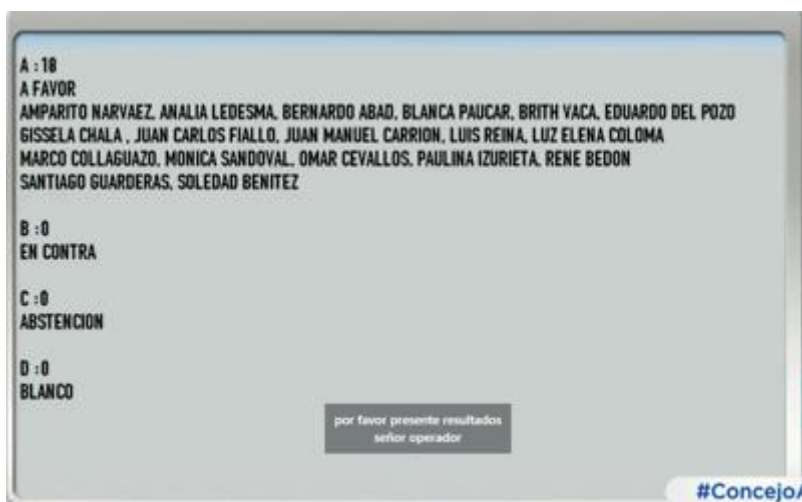 A :18
A FAVOR
AMPARITO NARVAEZ, ANALIA LEDESMA, BERNARDO ABAD, BLANCA PAUCAR, BRITH VACA, EDUARDO DEL POZO
GISSELA CHALA , JUAN CARLOS FIALLO, JUAN MANUEL CARRION, LUIS REINA, LUZ ELENA COLOMA
MARCO COLLAGUAZO, MONICA SANDOVAL, OMAR CEVALLOS, PAULINA IZURIETA, RENE BEDON
SANTIAGO GUARDERAS, SOLEDAD BENITEZ
B :0
EN CONTRA
C :0
ABSTENCION
D :0
BLANCO
por favor presente resultados
señor operador
#ConcejoA